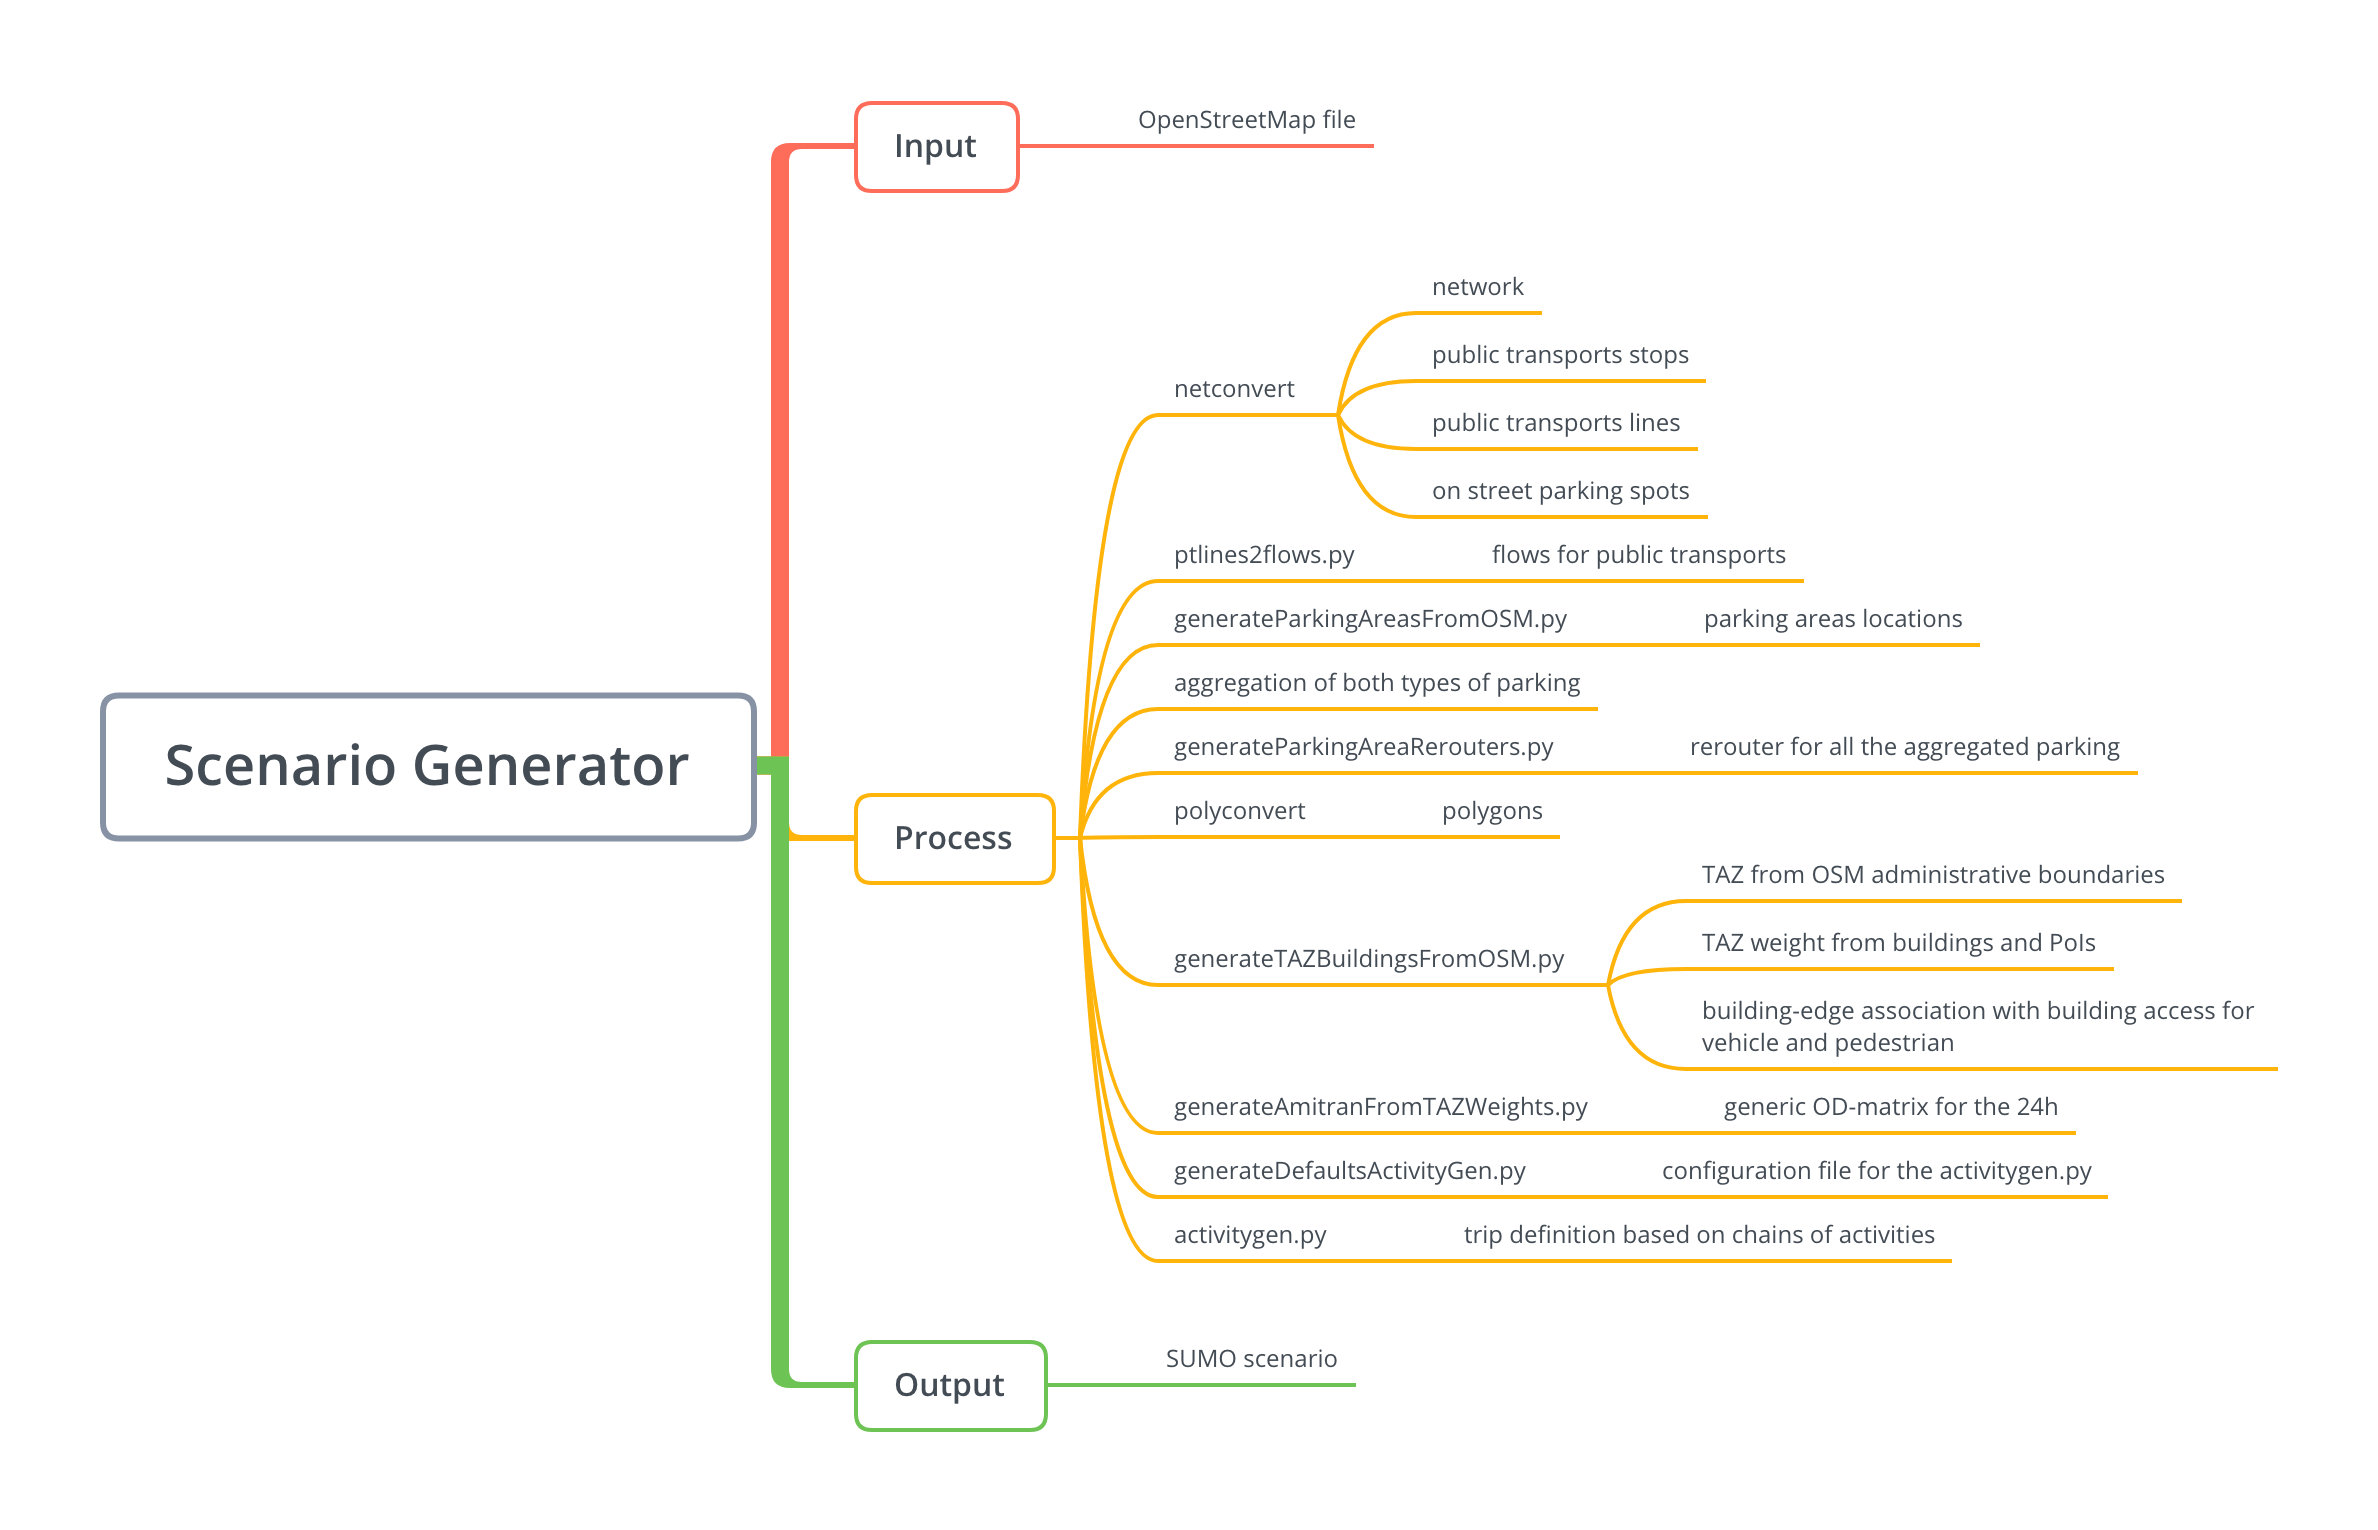 Scenario Generator
Input
OpenStreetMap file
Process
netconvert
network
public transports stops
public transports lines
on street parking spots
ptlines2flows.py
flows for public transports
generateParkingAreasFromOSM.py
parking areas locations
aggregation of both types of parking
generateParkingAreaRerouters.py
rerouter for all the aggregated parking
polyconvert
polygons
generateTAZBuildingsFromOSM.py
TAZ from OSM administrative boundaries
TAZ weight from buildings and PoIs
building-edge association with building access for
vehicle and pedestrian
generateAmitranFromTAZWeights.py
generic OD-matrix for the 24h
generateDefaultsActivityGen.py
configuration file for the activitygen.py
activitygen.py
trip definition based on chains of activities
Output
SUMO scenario